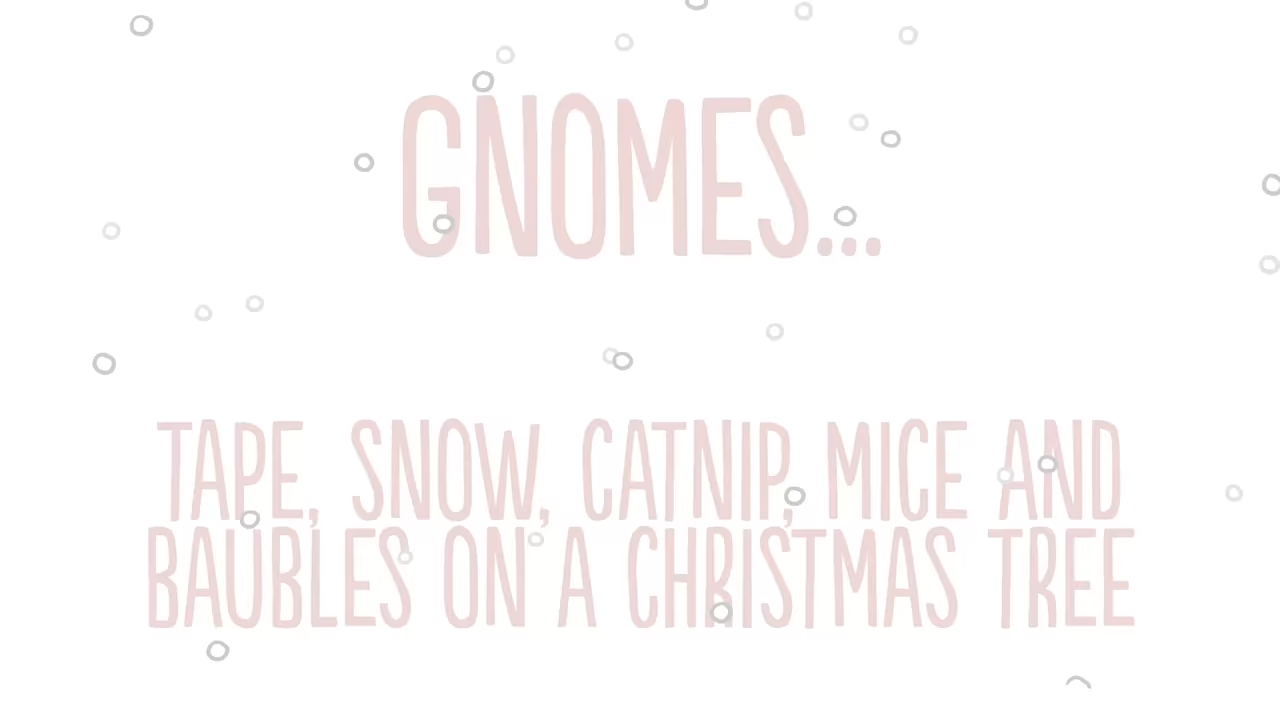 GNOMES...
TAPE, SNOW, CATNIP, MICE AND
BAUBLES ON A CHRISTMAS TREE